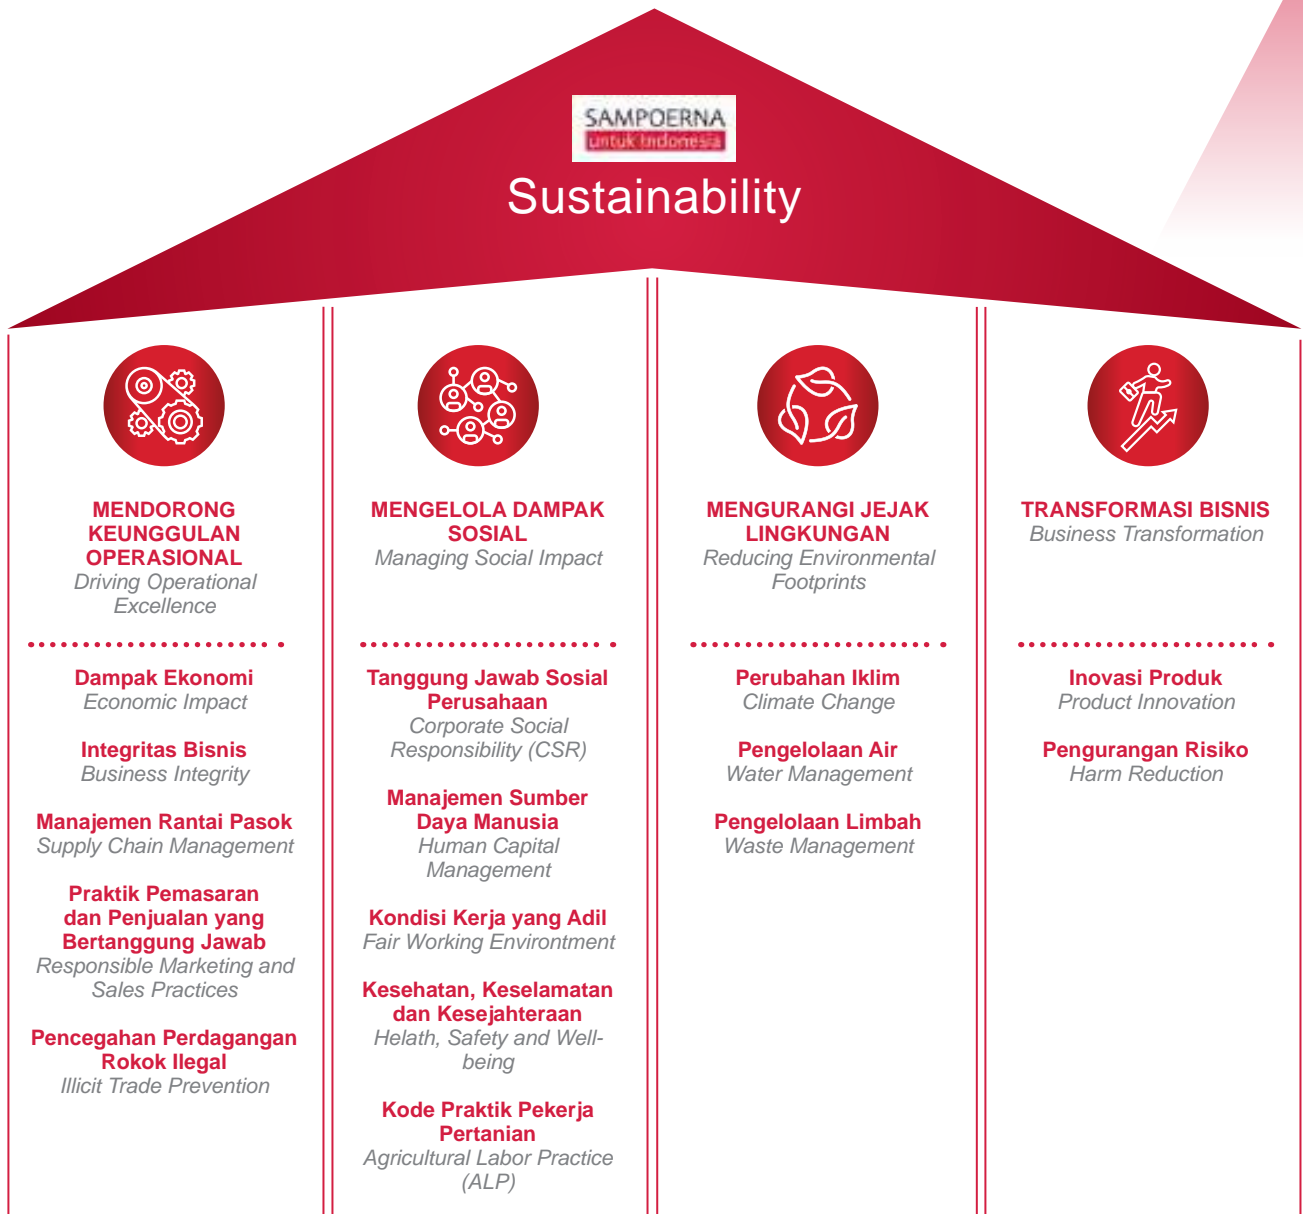 SAMPOERNA
untuk Indonesia
Sustainability
MENDORONG
KEUNGGULAN
OPERASIONAL
Driving Operational
Excellence
Dampak Ekonomi
Economic Impact
Integritas Bisnis
Business Integrity
Manajemen Rantai Pasok
Supply Chain Management
Praktik Pemasaran
dan Penjualan yang
Bertanggung Jawab
Responsible Marketing and
Sales Practices
Pencegahan Perdagangan
Rokok Ilegal
Illicit Trade Prevention
MENGELOLA DAMPAK
SOSIAL
Managing Social Impact
Tanggung Jawab Sosial
Perusahaan
Corporate Social
Responsibility (CSR)
Manajemen Sumber
Daya Manusia
Human Capital
Management
Kondisi Kerja yang Adil
Fair Working Environtment
Kesehatan, Keselamatan
dan Kesejahteraan
Helath, Safety and Well-
being
Kode Praktik Pekerja
Pertanian
Agricultural Labor Practice
(ALP)
MENGURANGI JEJAK
LINGKUNGAN
Reducing Environmental
Footprints
Perubahan Iklim
Climate Change
Pengelolaan Air
Water Management
Pengelolaan Limbah
Waste Management
TRANSFORMASI BISNIS
Business Transformation
Inovasi Produk
Product Innovation
Pengurangan Risiko
Harm Reduction